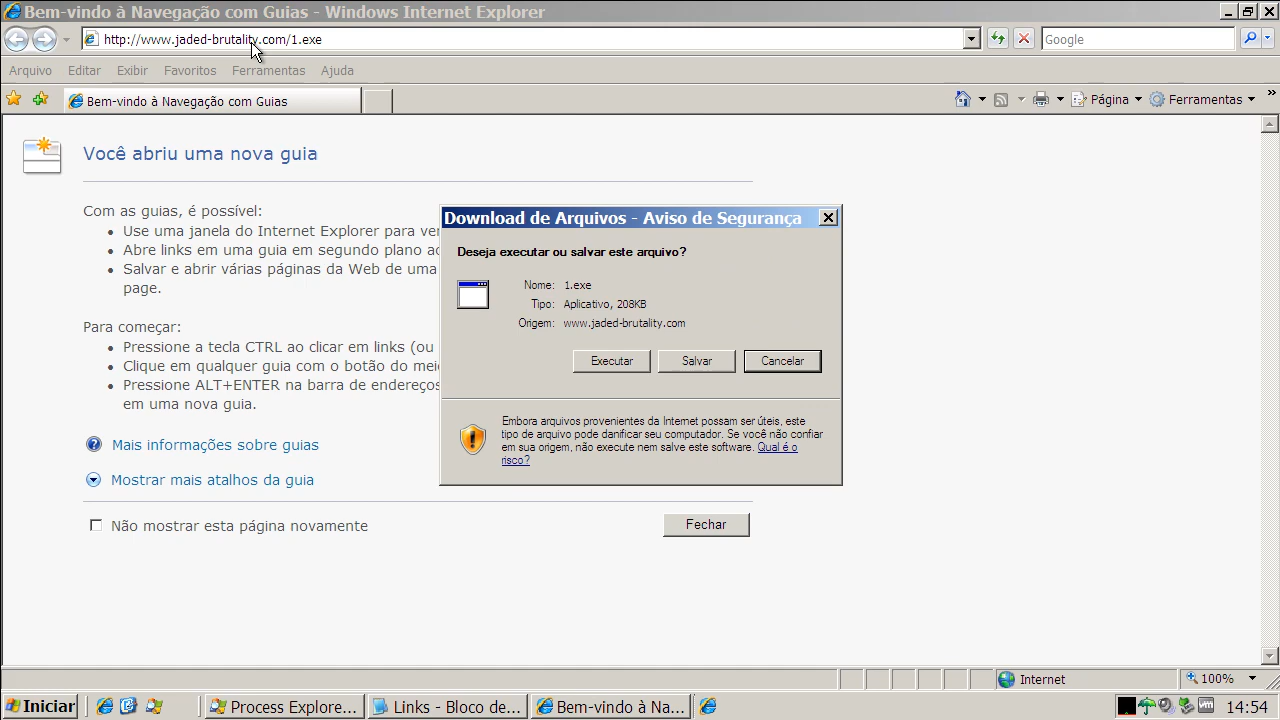 Bem-vindo à Navegação com Guias - Windows Internet Explorer
http://www.jaded-brutality.com/1.exe
Google
Arquivo Editar Exibir Favoritos Ferramentas Ajuda
Bem-vindo à Navegação com Guias
Página Ferramentas »
Você abriu uma nova guia
Com as guias, é possível:
Use uma janela do Internet Explorer para ver
Abre links em uma guia em segundo plano ao
Salvar e abrir várias páginas da Web de uma
page.
Para começar:
Pressione a tecla CTRL ao clicar em links (ou
Clique em qualquer guia com o botão do mei
Pressione ALT+ENTER na barra de endereços
em uma nova guia.
Mais informações sobre guias
Mostrar mais atalhos da guia
Não mostrar esta página novamente
Fechar
Download de Arquivos - Aviso de Segurança
Deseja executar ou salvar este arquivo?
Nome: 1.exe
Tipo: Aplicativo, 208KB
Origem: www.jaded-brutality.com
Executar Salvar Cancelar
Embora arquivos provenientes da Internet possam ser úteis, este
tipo de arquivo pode danificar seu computador. Se você não confiar
em sua origem, não execute nem salve este software. Qual é o
risco?
Internet 100%
Iniciar Process Explore... Links - Bloco de... Bem-vindo à Na... 14:54